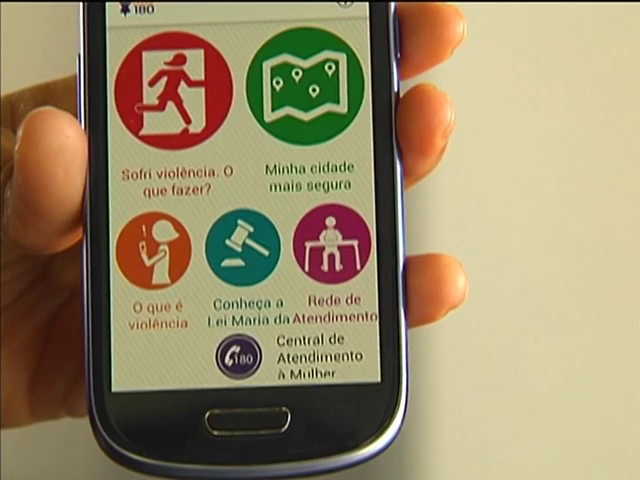 180
Sofri violência. O
que fazer?
Minha cidade
mais segura
O que é
violência
Conheça a
Lei Maria da
Rede de
Atendimento
180
Central de
Atendimento
à Mulher